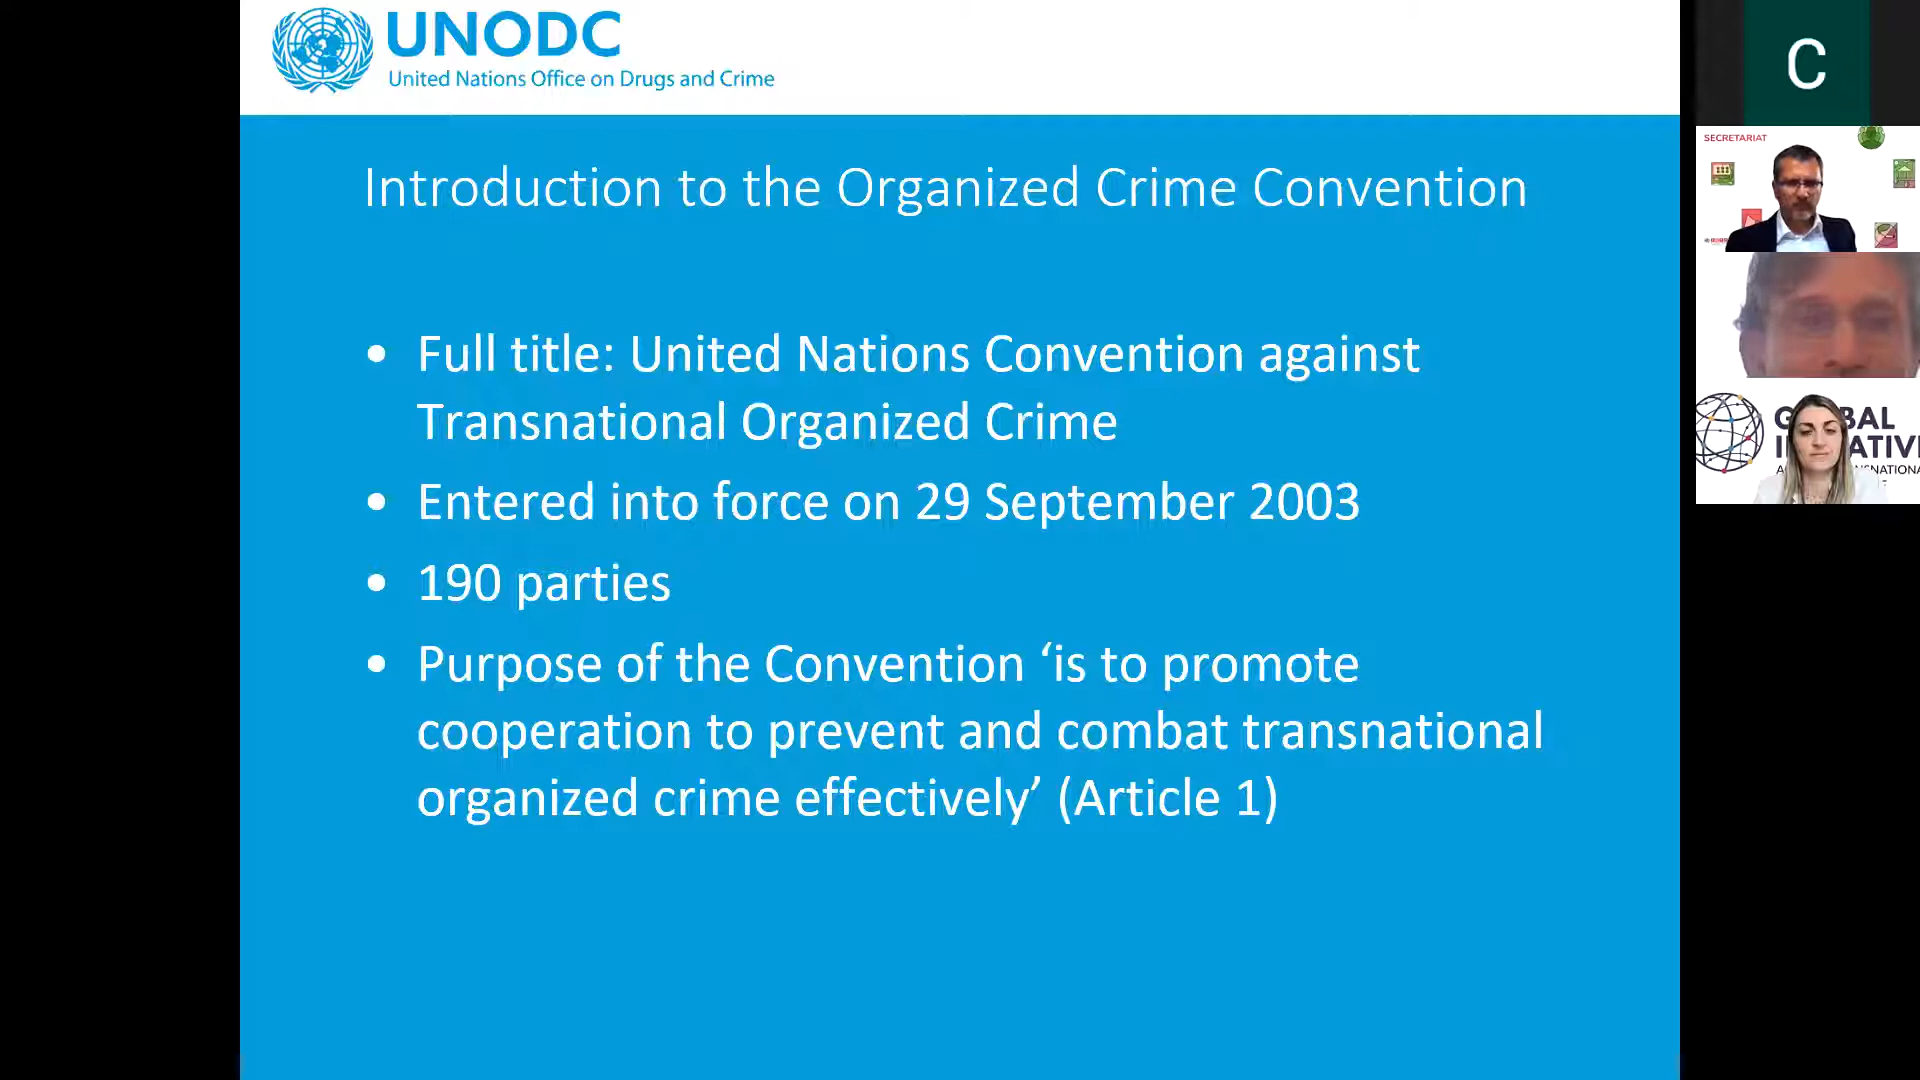 UNODC
United Nations Office on Drugs and Crime
Introduction to the Organized Crime Convention
• Full title: United Nations Convention against
Transnational Organized Crime
• Entered into force on 29 September 2003
• 190 parties
• Purpose of the Convention ‘is to promote
cooperation to prevent and combat transnational
organized crime effectively’ (Article 1)
C
SECRETARIAT